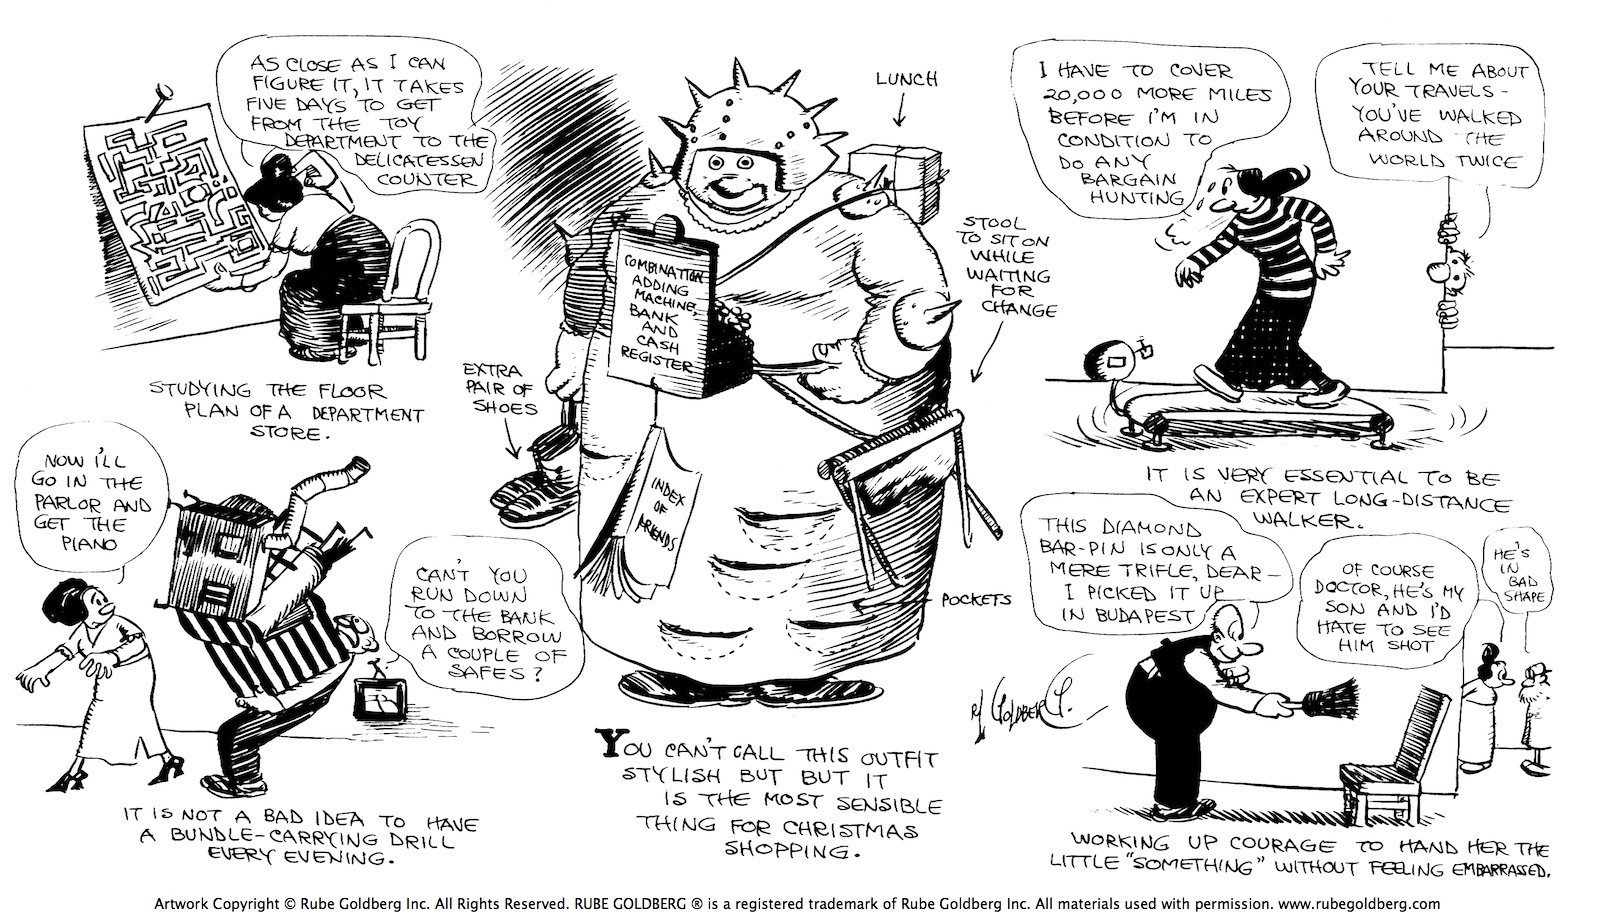 AS CLOSE AS I CAN
FIGURE IT, IT TAKES
FIVE DAYS TO GET
FROM THE TOY
DEPARTMENT TO THE
DELICATESSEN
COUNTER
STUDYING THE FLOOR
PLAN OF A DEPARTMENT
STORE.
NOW I'LL
GO IN THE
PARLOR AND
GET THE
PIANO
CAN'T YOU
RUN DOWN
TO THE BANK
AND BORROW
A COUPLE OF
SAFES?
IT IS NOT A BAD IDEA TO HAVE
A BUNDLE-CARRYING DRILL
EVERY EVENING.
LUNCH
COMBINATION
ADDING
MACHINE,
BANK
AND
CASH
REGISTER
STOOL
TO SIT ON
WHILE
WAITING
FOR
CHANGE
EXTRA
PAIR OF
SHOES
INDEX
OF
FRIENDS
POCKETS
YOU CAN'T CALL THIS OUTFIT
STYLISH BUT BUT IT
IS THE MOST SENSIBLE
THING FOR CHRISTMAS
SHOPPING.
I HAVE TO COVER
20,000 MORE MILES
BEFORE I'M IN
CONDITION TO
DO ANY
BARGAIN
HUNTING
TELL ME ABOUT
YOUR TRAVELS -
YOU'VE WALKED
AROUND THE
WORLD TWICE
IT IS VERY ESSENTIAL TO BE
AN EXPERT LONG-DISTANCE
WALKER.
THIS DIAMOND
BAR-PIN IS ONLY A
MERE TRIFLE, DEAR -
I PICKED IT UP
IN BUDAPEST
OF COURSE
DOCTOR, HE'S MY
SON AND I'D
HATE TO SEE
HIM SHOT
HE'S
IN
BAD
SHAPE
R L GOLDBERG.
WORKING UP COURAGE TO HAND HER THE
LITTLE "SOMETHING" WITHOUT FEELING EMBARRASSED.
Artwork Copyright © Rube Goldberg Inc. All Rights Reserved. RUBE GOLDBERG ® is a registered trademark of Rube Goldberg Inc. All materials used with permission. www.rubegoldberg.com